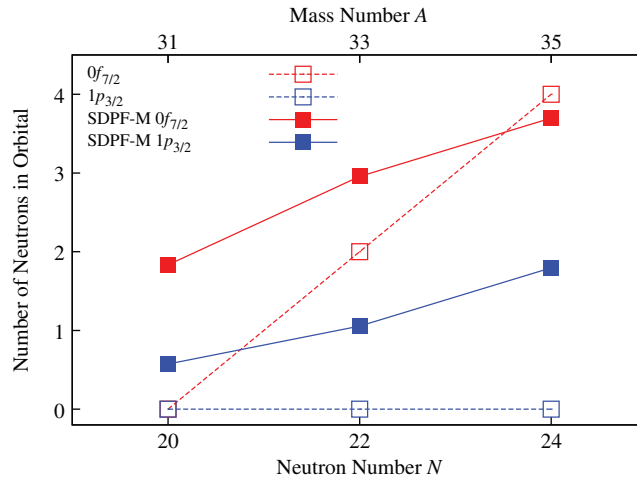 Mass Number A
31 33 35
0f7/2
1p3/2
SDPF-M 0f7/2
SDPF-M 1p3/2
Number of Neutrons in Orbital
4
3
2
1
0
20 22 24
Neutron Number N